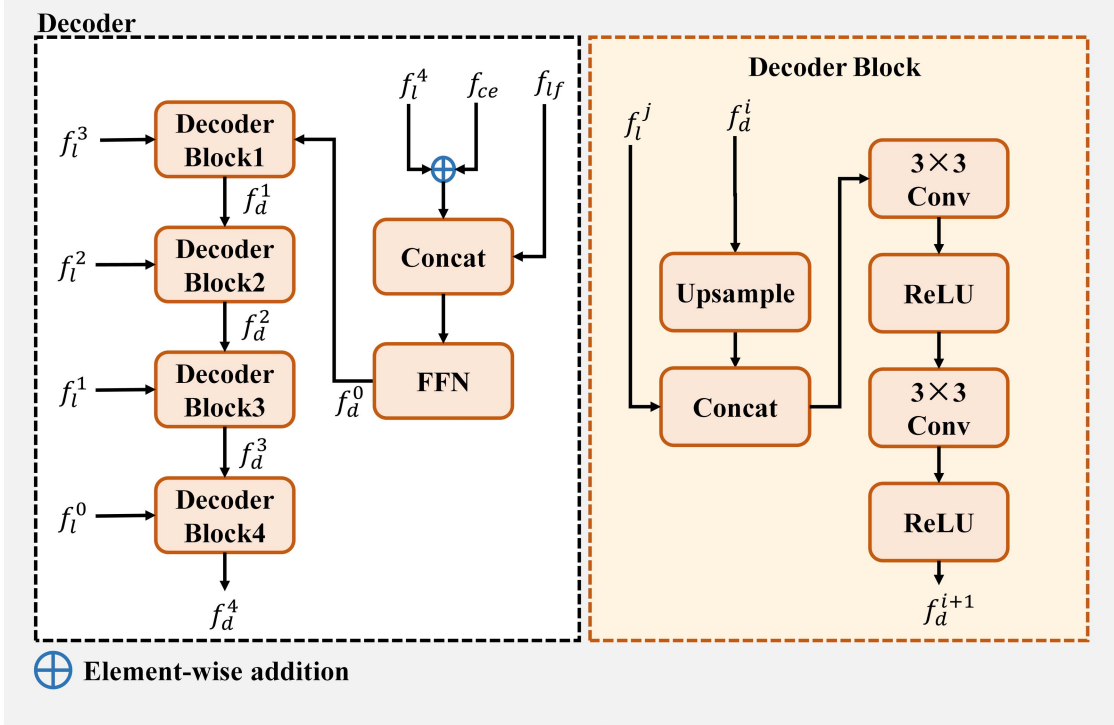 Decoder
f_l^4
f_ce
f_lf
f_l^3
Decoder
Block1
f_d^1
Concat
f_l^2
Decoder
Block2
f_d^2
FFN
f_d^0
f_l^1
Decoder
Block3
f_d^3
f_l^0
Decoder
Block4
f_d^4
Decoder Block
f_l^j
f_d^i
Upsample
Concat
3×3
Conv
ReLU
3×3
Conv
ReLU
f_d^{i+1}
Element-wise addition